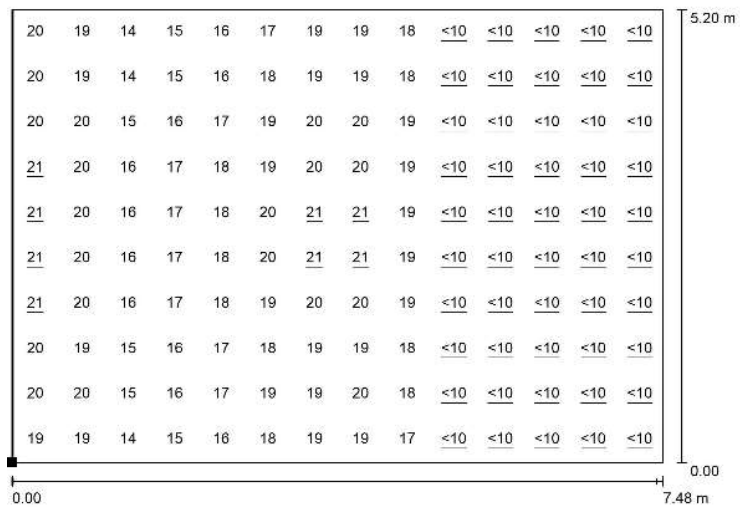 20 19 14 15 16 17 19 19 18 <10 <10 <10 <10 <10
5.20 m
20 19 14 15 16 18 19 19 18 <10 <10 <10 <10 <10
20 20 15 16 17 19 20 20 19 <10 <10 <10 <10 <10
21 20 16 17 18 19 20 20 19 <10 <10 <10 <10 <10
21 20 16 17 18 20 21 21 19 <10 <10 <10 <10 <10
21 20 16 17 18 20 21 21 19 <10 <10 <10 <10 <10
21 20 16 17 18 19 20 20 19 <10 <10 <10 <10 <10
20 19 15 16 17 18 19 19 18 <10 <10 <10 <10 <10
20 20 15 16 17 19 19 20 18 <10 <10 <10 <10 <10
19 19 14 15 16 18 19 19 17 <10 <10 <10 <10 <10
0.00
0.00 7.48 m